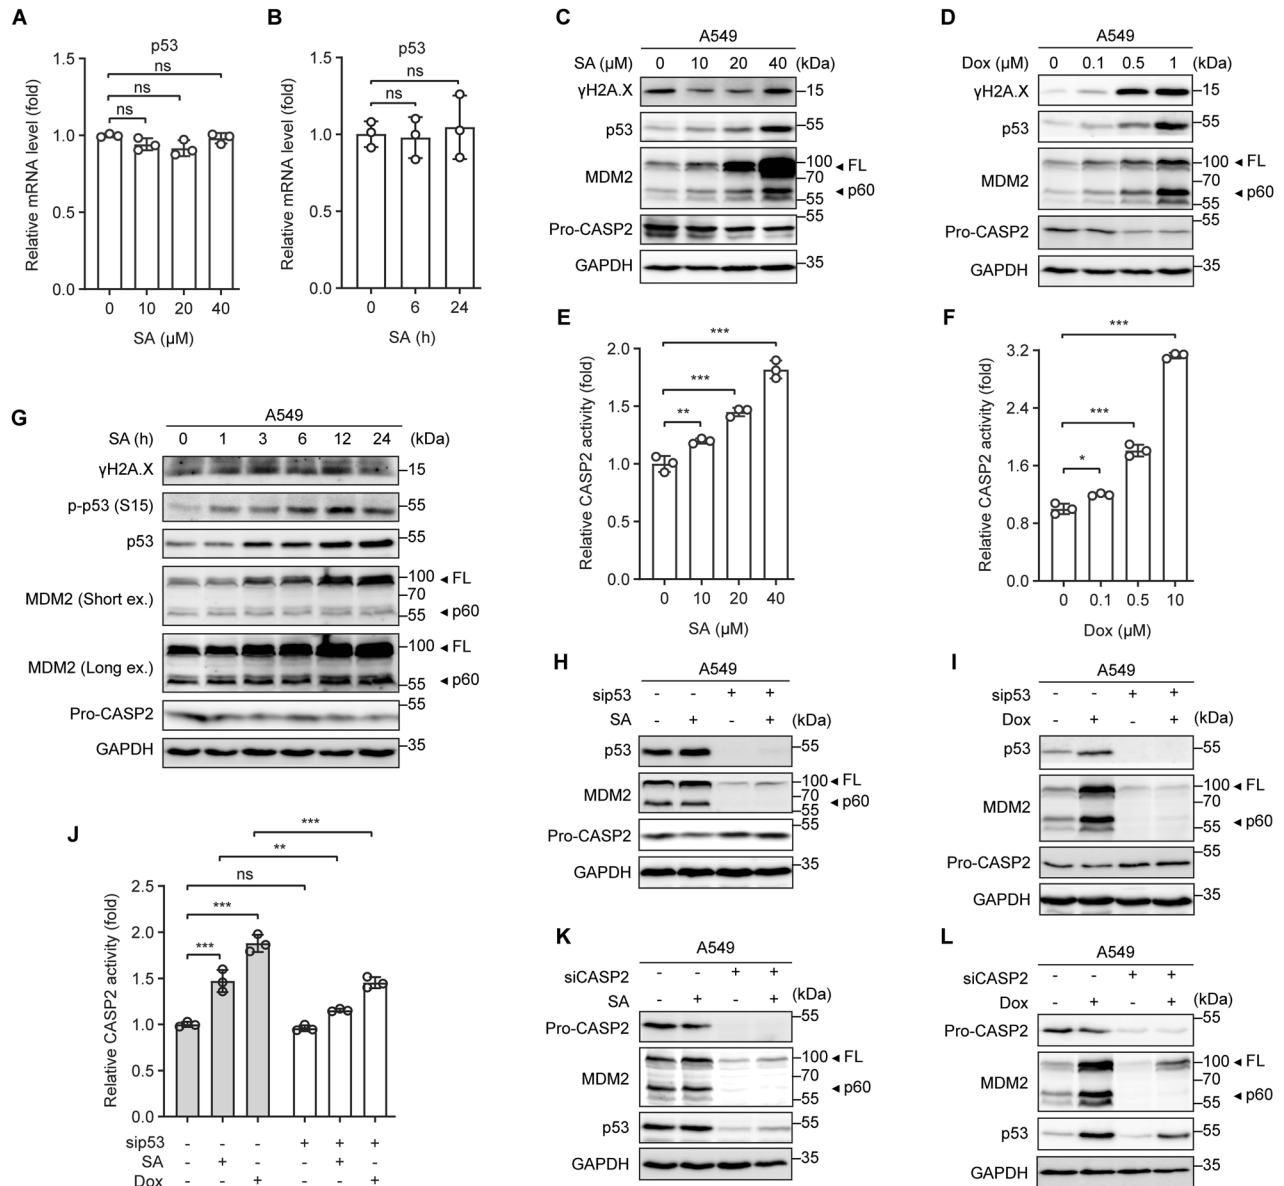 A
p53
1.5
1.0
0.5
0.0
Relative mRNA level (fold)
ns
ns
ns
0 10 20 40
SA (µM)
B
p53
1.5
1.0
0.5
0.0
Relative mRNA level (fold)
ns
ns
0 6 24
SA (h)
C
A549
SA (µM) 0 10 20 40 (kDa)
γH2A.X 15
p53 55
MDM2 100 ◄ FL
70
◄ p60
55
Pro-CASP2 55
GAPDH 35
D
A549
Dox (µM) 0 0.1 0.5 1 (kDa)
γH2A.X 15
p53 55
MDM2 100 ◄ FL
70
◄ p60
55
Pro-CASP2 55
GAPDH 35
E
Relative CASP2 activity (fold)
2.0
1.5
1.0
0.5
0.0
***
***
**
0 10 20 40
SA (µM)
F
Relative CASP2 activity (fold)
3.2
2.4
1.6
0.8
0.0
***
***
*
0 0.1 0.5 10
Dox (µM)
G
A549
SA (h) 0 1 3 6 12 24 (kDa)
γH2A.X 15
p-p53 (S15) 55
p53 55
MDM2 (Short ex.) 100 ◄ FL
70
55 ◄ p60
MDM2 (Long ex.) 100 ◄ FL
55 ◄ p60
Pro-CASP2 55
GAPDH 35
H
A549
sip53 - - + +
SA - + - + (kDa)
p53 55
MDM2 100 ◄ FL
70
◄ p60
55
Pro-CASP2 55
GAPDH 35
I
A549
sip53 - - + +
Dox - + - + (kDa)
p53 55
MDM2 100 ◄ FL
70
◄ p60
55
Pro-CASP2 55
GAPDH 35
J
Relative CASP2 activity (fold)
2.5
2.0
1.5
1.0
0.5
0.0
***
**
ns
***
***
sip53 - - - + + +
SA - + - - + -
Dox - - + - - +
K
A549
siCASP2 - - + +
SA - + - + (kDa)
Pro-CASP2 55
MDM2 100 ◄ FL
70
◄ p60
55
p53 55
GAPDH 35
L
A549
siCASP2 - - + +
Dox - + - + (kDa)
Pro-CASP2 55
MDM2 100 ◄ FL
70
◄ p60
55
p53 55
GAPDH 35